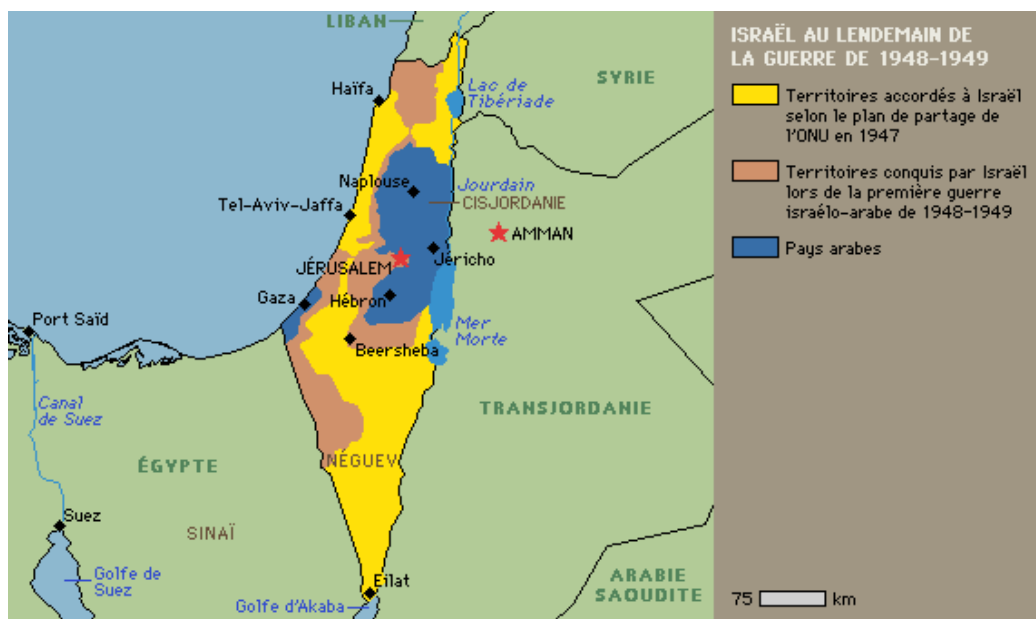 ISRAËL AU LENDEMAIN DE
LA GUERRE DE 1948-1949
Territoires accordés à Israël
selon le plan de partage de
l'ONU en 1947
Territoires conquis par Israël
lors de la première guerre
israélo-arabe de 1948-1949
Pays arabes
LIBAN
SYRIE
Haïfa
Lac de
Tibériade
Naplouse
Jourdain
CISJORDANIE
Tel-Aviv-Jaffa
AMMAN
JÉRUSALEM
Jéricho
Gaza
Hébron
Port Saïd
Mer
Morte
Beersheba
Canal
de Suez
TRANSJORDANIE
ÉGYPTE
NÉGUEV
Suez
SINAÏ
Golfe de
Suez
Eilat
Golfe d'Akaba
ARABIE
SAOUDITE
75 km